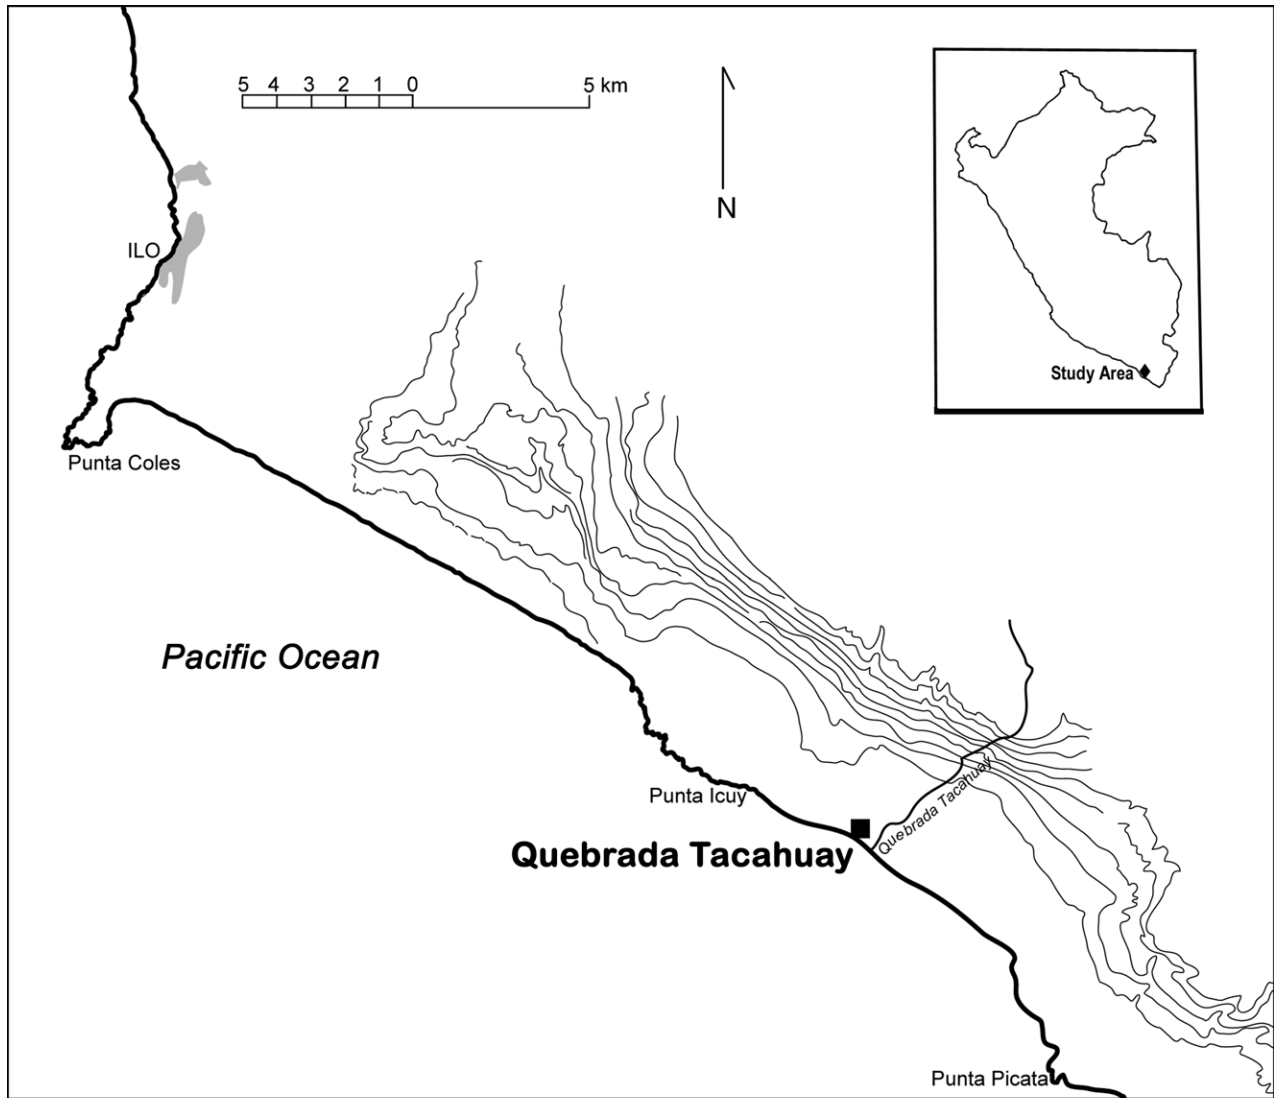 5 4 3 2 1 0 5 km
N
Study Area
ILO
Punta Coles
Pacific Ocean
Punta Icuy
Quebrada Tacahuay
Quebrada Tacahuay
Punta Picata